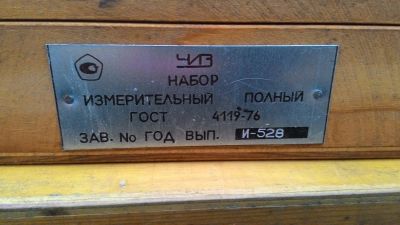 ЧИЗ
НАБОР
ИЗМЕРИТЕЛЬНЫЙ ПОЛНЫЙ
ГОСТ 4119-76
ЗАВ. № ГОД ВЫП. И-528